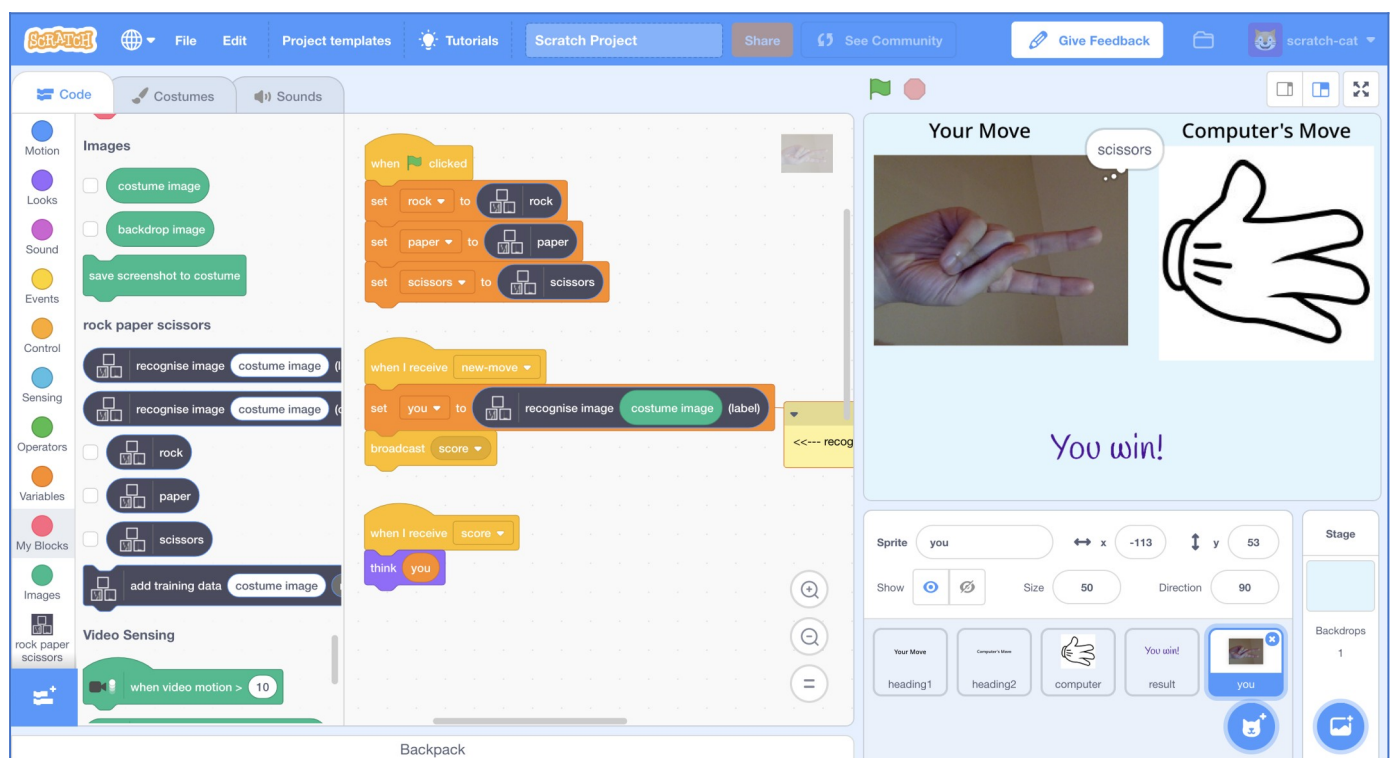 SCRATCH File Edit Project templates Tutorials Scratch Project Share See Community Give Feedback scratch-cat
Code Costumes Sounds
Motion
Looks
Sound
Events
Control
Sensing
Operators
Variables
My Blocks
Images
rock paper
scissors
Images
costume image
backdrop image
save screenshot to costume
rock paper scissors
recognise image costume image (l
recognise image costume image (c
rock
paper
scissors
add training data costume image
Video Sensing
when video motion > 10
when clicked
set rock to rock
set paper to paper
set scissors to scissors
when I receive new-move
set you to recognise image costume image (label)
broadcast score
<<--- recog
when I receive score
think you
=
Backpack
Your Move
Computer's Move
scissors
You win!
Sprite you x -113 y 53
Show Size 50 Direction 90
Your Move
heading1
Computer's Move
heading2
computer
You win!
result
you
Stage
Backdrops
1